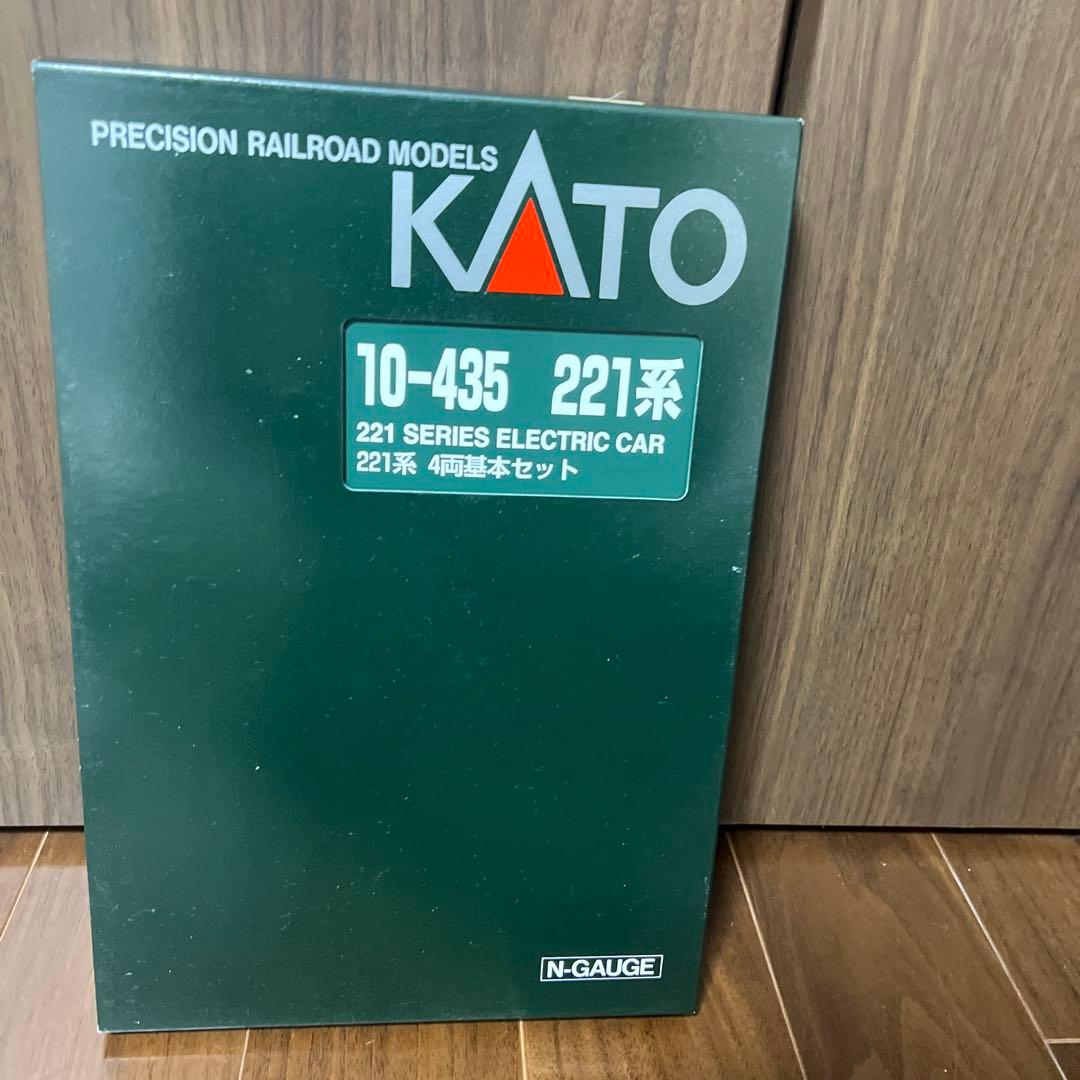 PRECISION RAILROAD MODELS
KATO
10-435 221系
221 SERIES ELECTRIC CAR
221系 4両基本セット
N-GAUGE